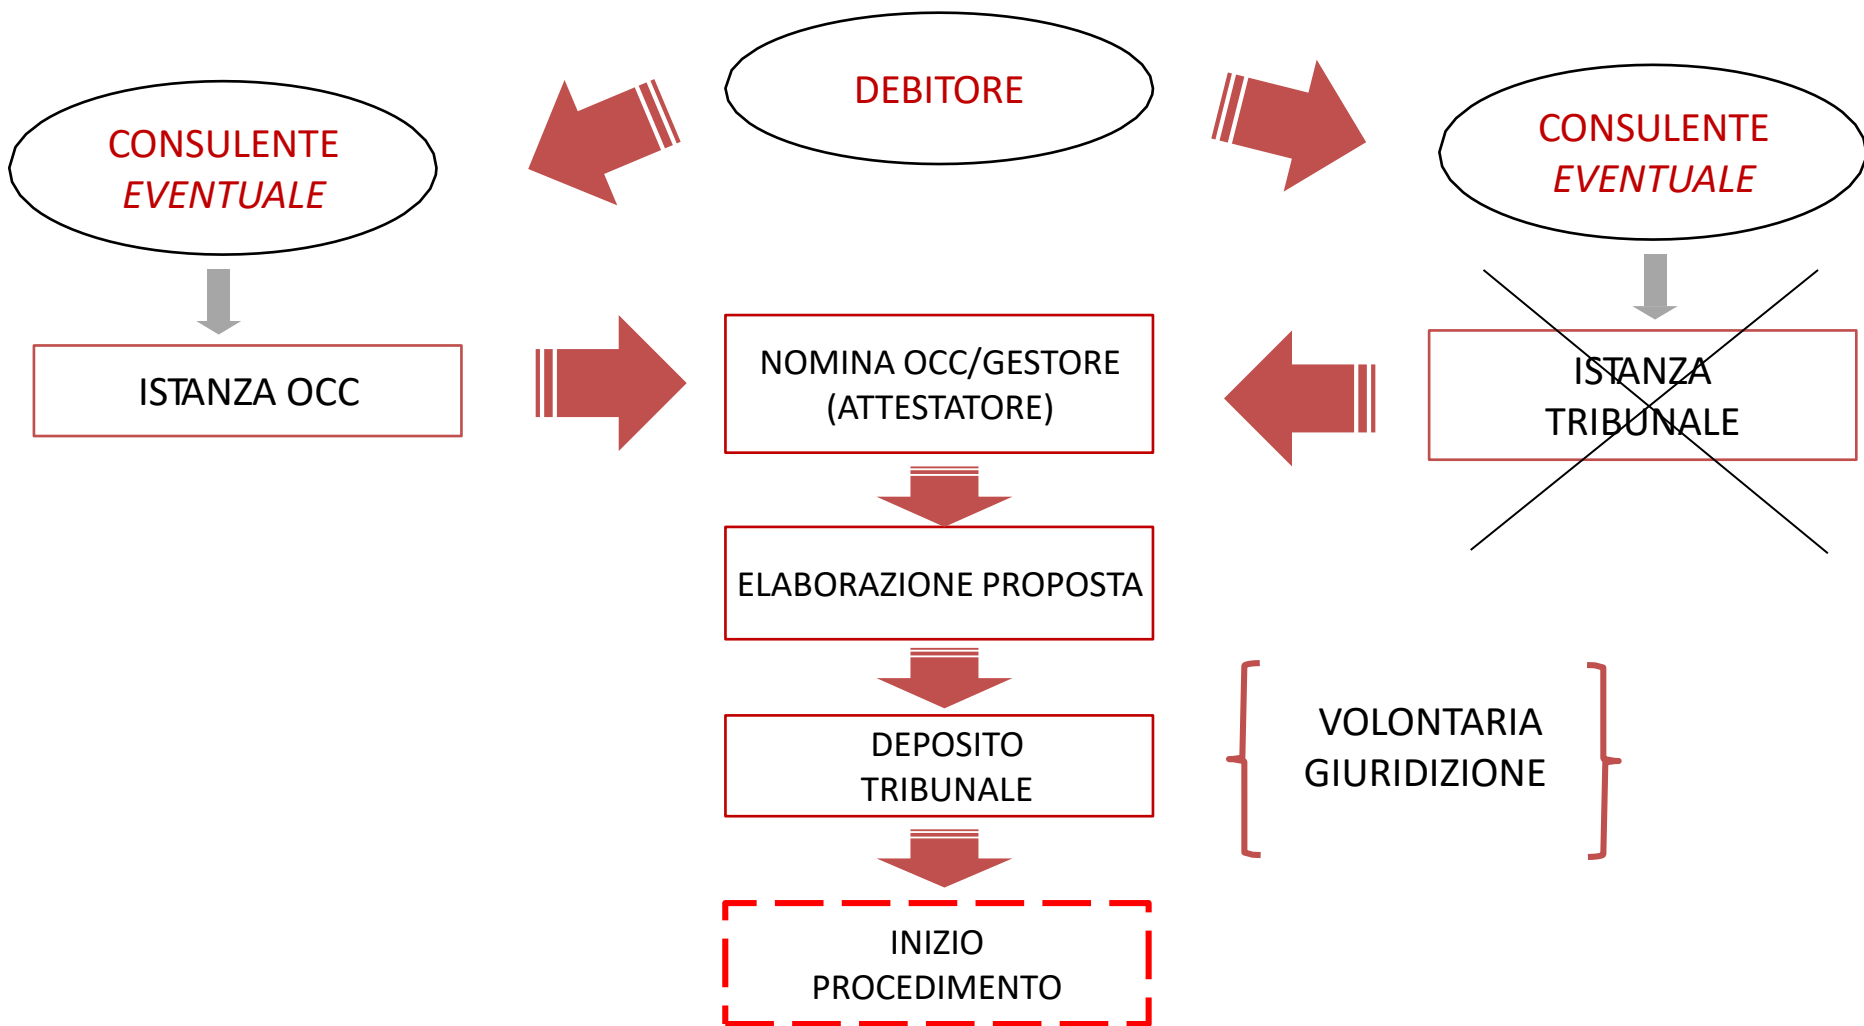 DEBITORE
CONSULENTE
EVENTUALE
CONSULENTE
EVENTUALE
ISTANZA OCC
NOMINA OCC/GESTORE
(ATTESTATORE)
ISTANZA
TRIBUNALE
ELABORAZIONE PROPOSTA
DEPOSITO
TRIBUNALE
VOLONTARIA
GIURIDIZIONE
INIZIO
PROCEDIMENTO